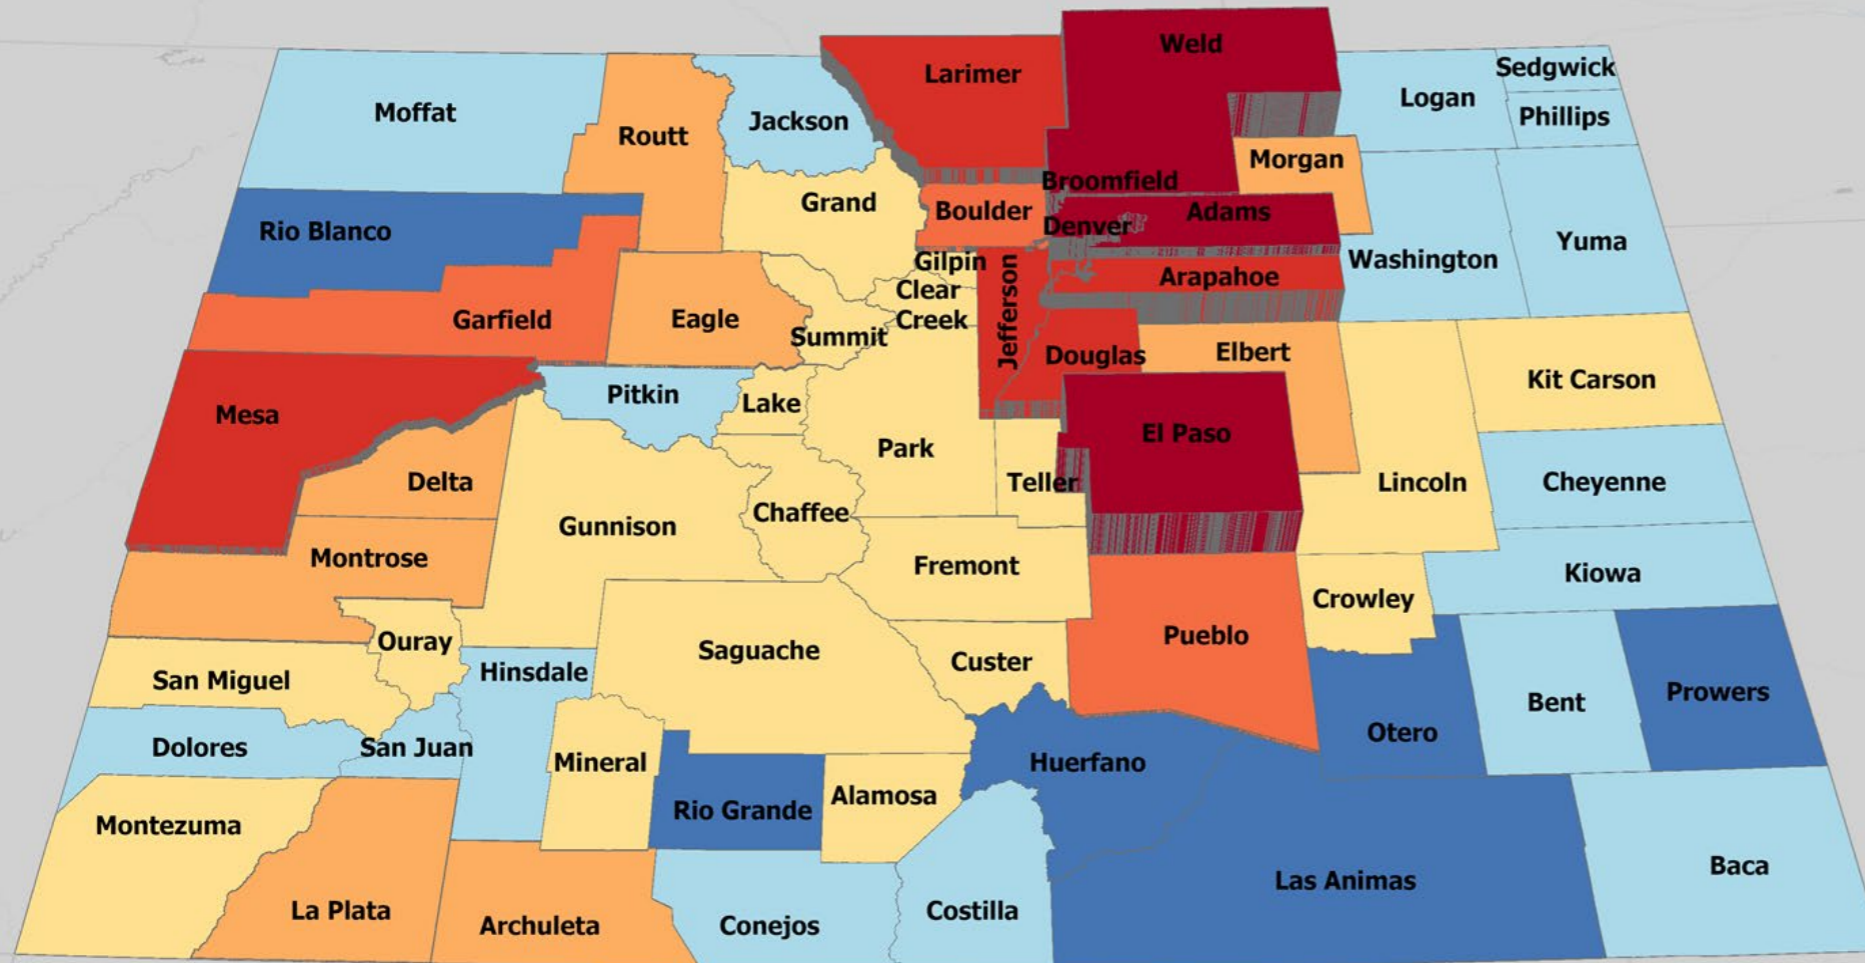 Weld
Larimer
Sedgwick
Logan
Moffat
Phillips
Jackson
Routt
Morgan
Broomfield
Grand
Boulder
Adams
Denver
Rio Blanco
Yuma
Washington
Gilpin
Arapahoe
Clear
Creek
Jefferson
Garfield
Eagle
Summit
Elbert
Douglas
Kit Carson
Pitkin
Lake
Mesa
El Paso
Park
Delta
Teller
Lincoln
Cheyenne
Chaffee
Gunnison
Montrose
Fremont
Kiowa
Crowley
Pueblo
Ouray
Saguache
Custer
Hinsdale
San Miguel
Prowers
Bent
Otero
Dolores
San Juan
Mineral
Huerfano
Alamosa
Rio Grande
Montezuma
Baca
Las Animas
La Plata
Costilla
Archuleta
Conejos